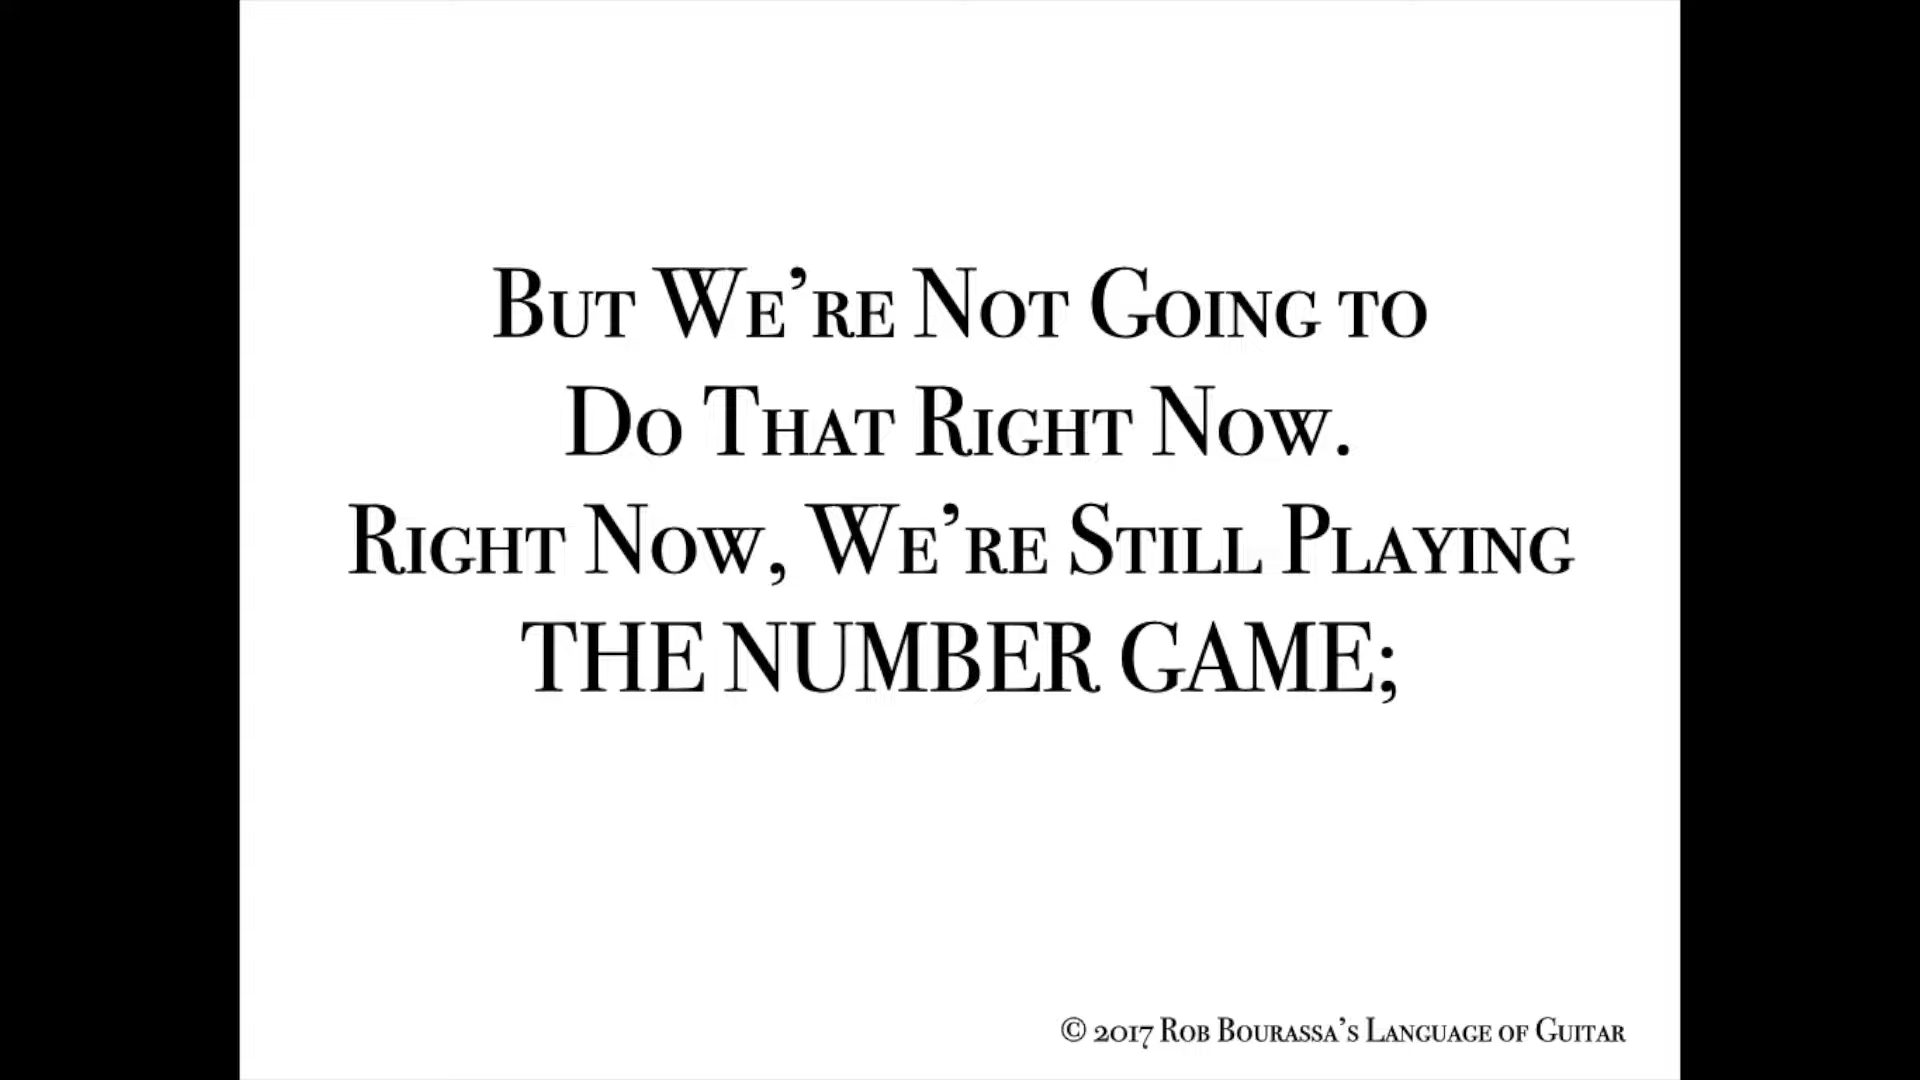 But We’re Not Going to
Do That Right Now.
Right Now, We’re Still Playing
THE NUMBER GAME;
© 2017 Rob Bourassa’s Language of Guitar